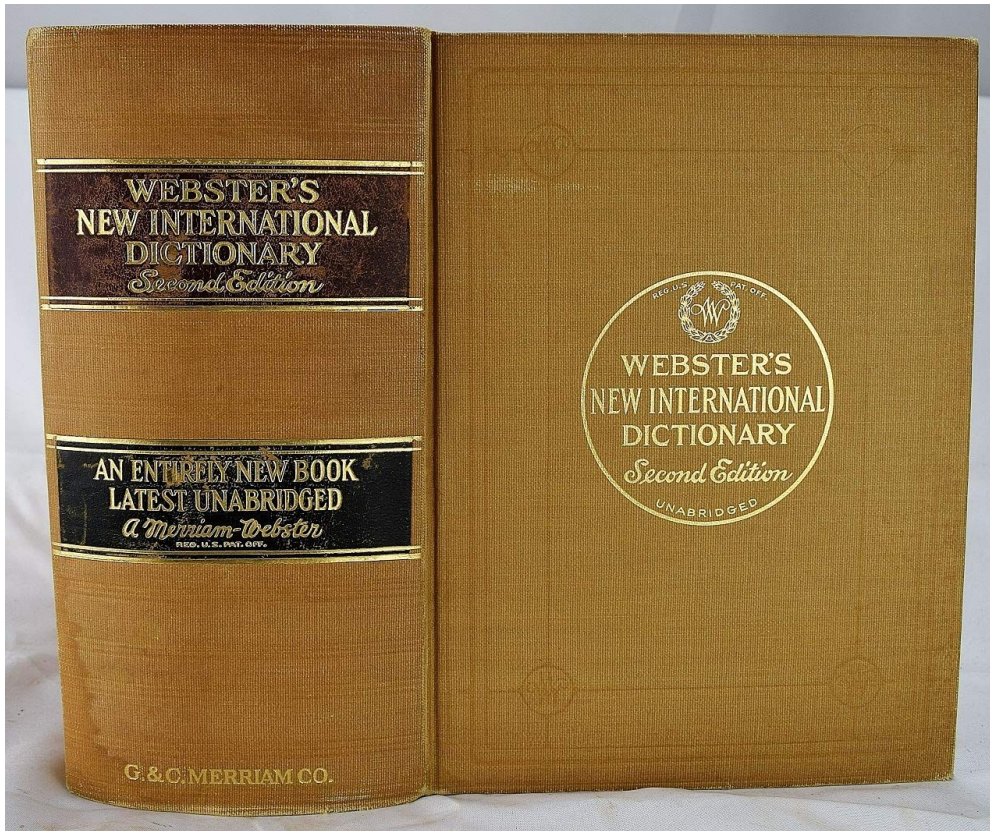 WEBSTER'S
NEW INTERNATIONAL
DICTIONARY
Second Edition
AN ENTIRELY NEW BOOK
LATEST UNABRIDGED
A Merriam-Webster
REG. U.S. PAT. OFF.
G. & C. MERRIAM CO.
REG. U.S. PAT. OFF.
W
WEBSTER'S
NEW INTERNATIONAL
DICTIONARY
Second Edition
UNABRIDGED